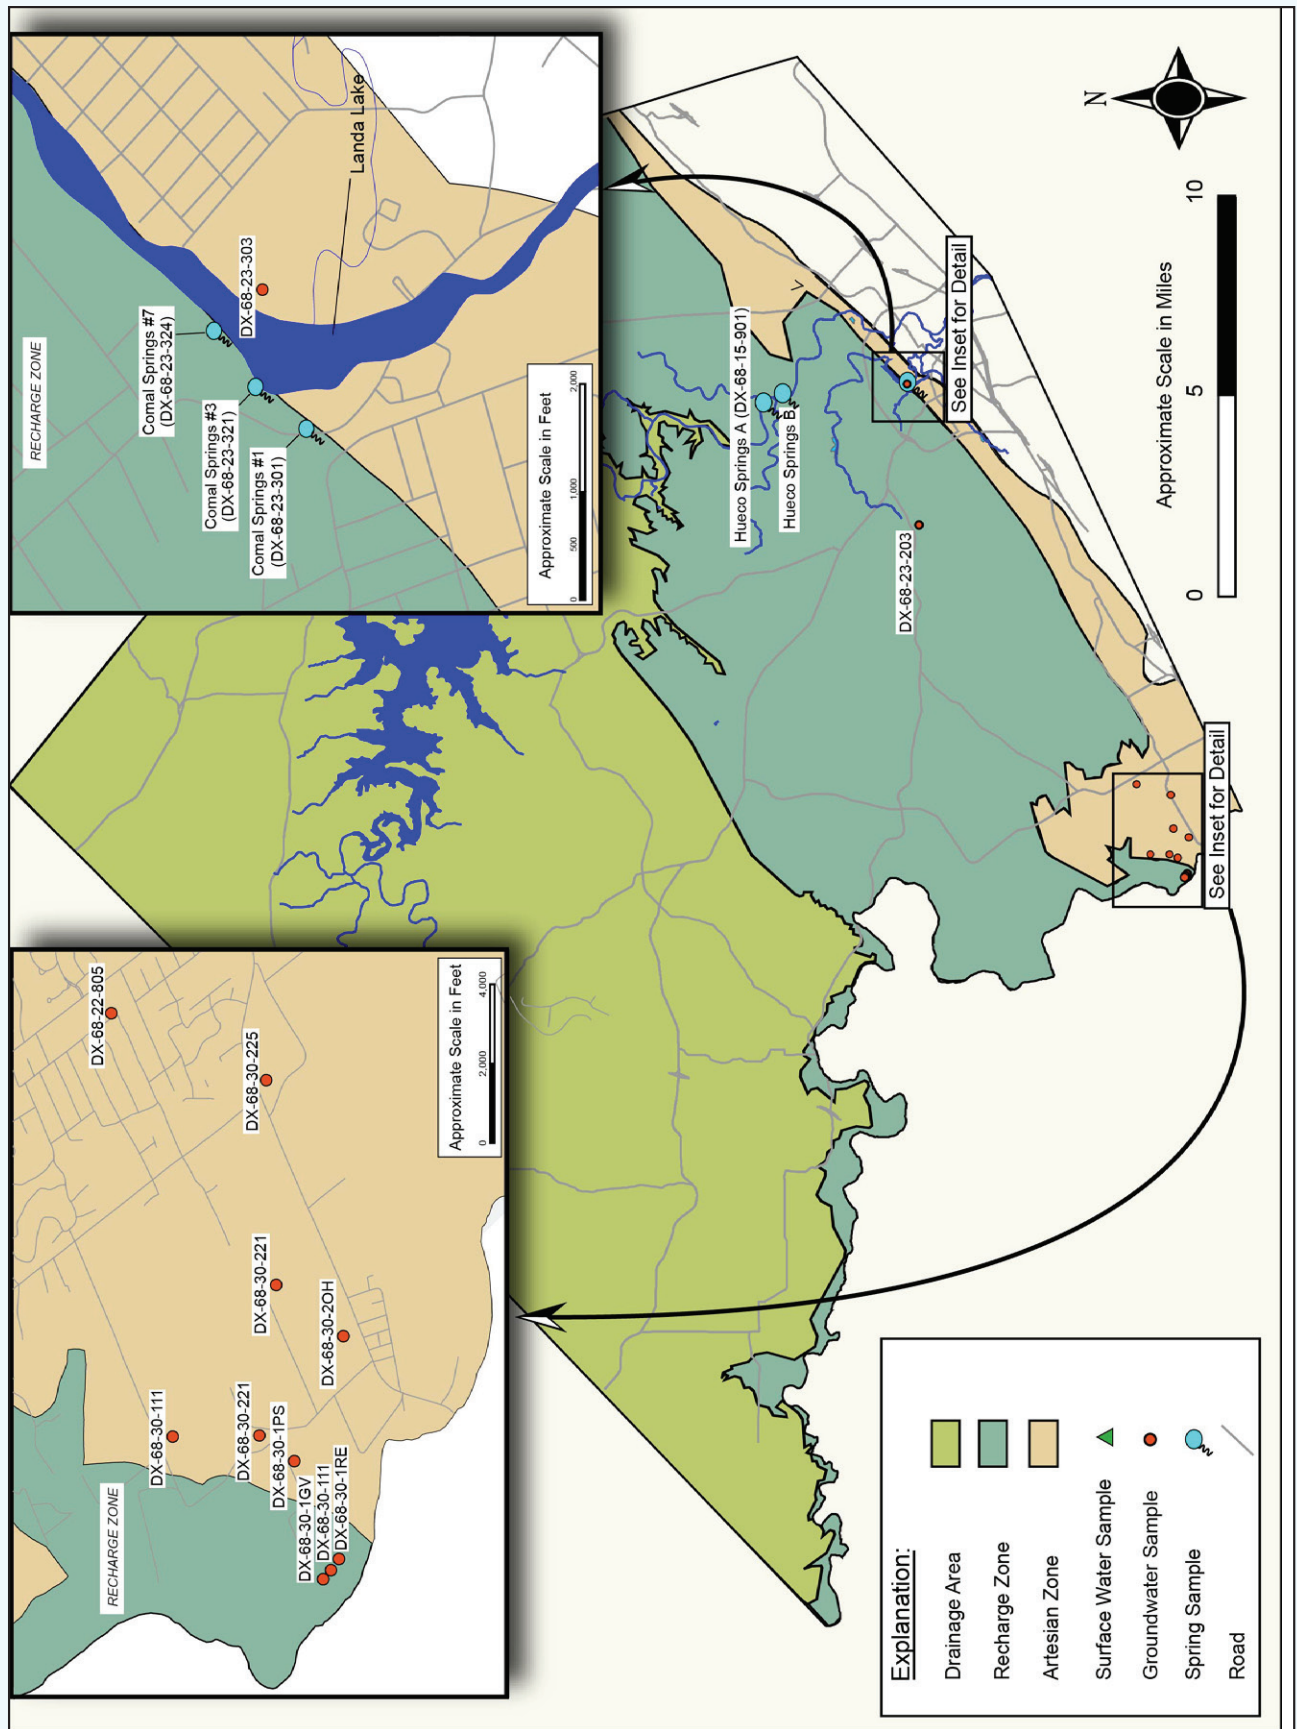 RECHARGE ZONE
DX-68-30-111
DX-68-30-221
DX-68-30-1PS
DX-68-30-1GV
DX-68-30-111
DX-68-30-1RE
DX-68-30-221
DX-68-30-2OH
DX-68-30-225
DX-68-22-805
Approximate Scale in Feet
0
2,000
4,000
RECHARGE ZONE
Comal Springs #7
(DX-68-23-324)
Comal Springs #3
(DX-68-23-321)
Comal Springs #1
(DX-68-23-301)
DX-68-23-303
Landa Lake
Approximate Scale in Feet
0
500
1,000
2,000
Hueco Springs A (DX-68-15-901)
Hueco Springs B
DX-68-23-203
See Inset for Detail
See Inset for Detail
N
Approximate Scale in Miles
0
5
10
Explanation:
Drainage Area
Recharge Zone
Artesian Zone
Surface Water Sample
Groundwater Sample
Spring Sample
Road